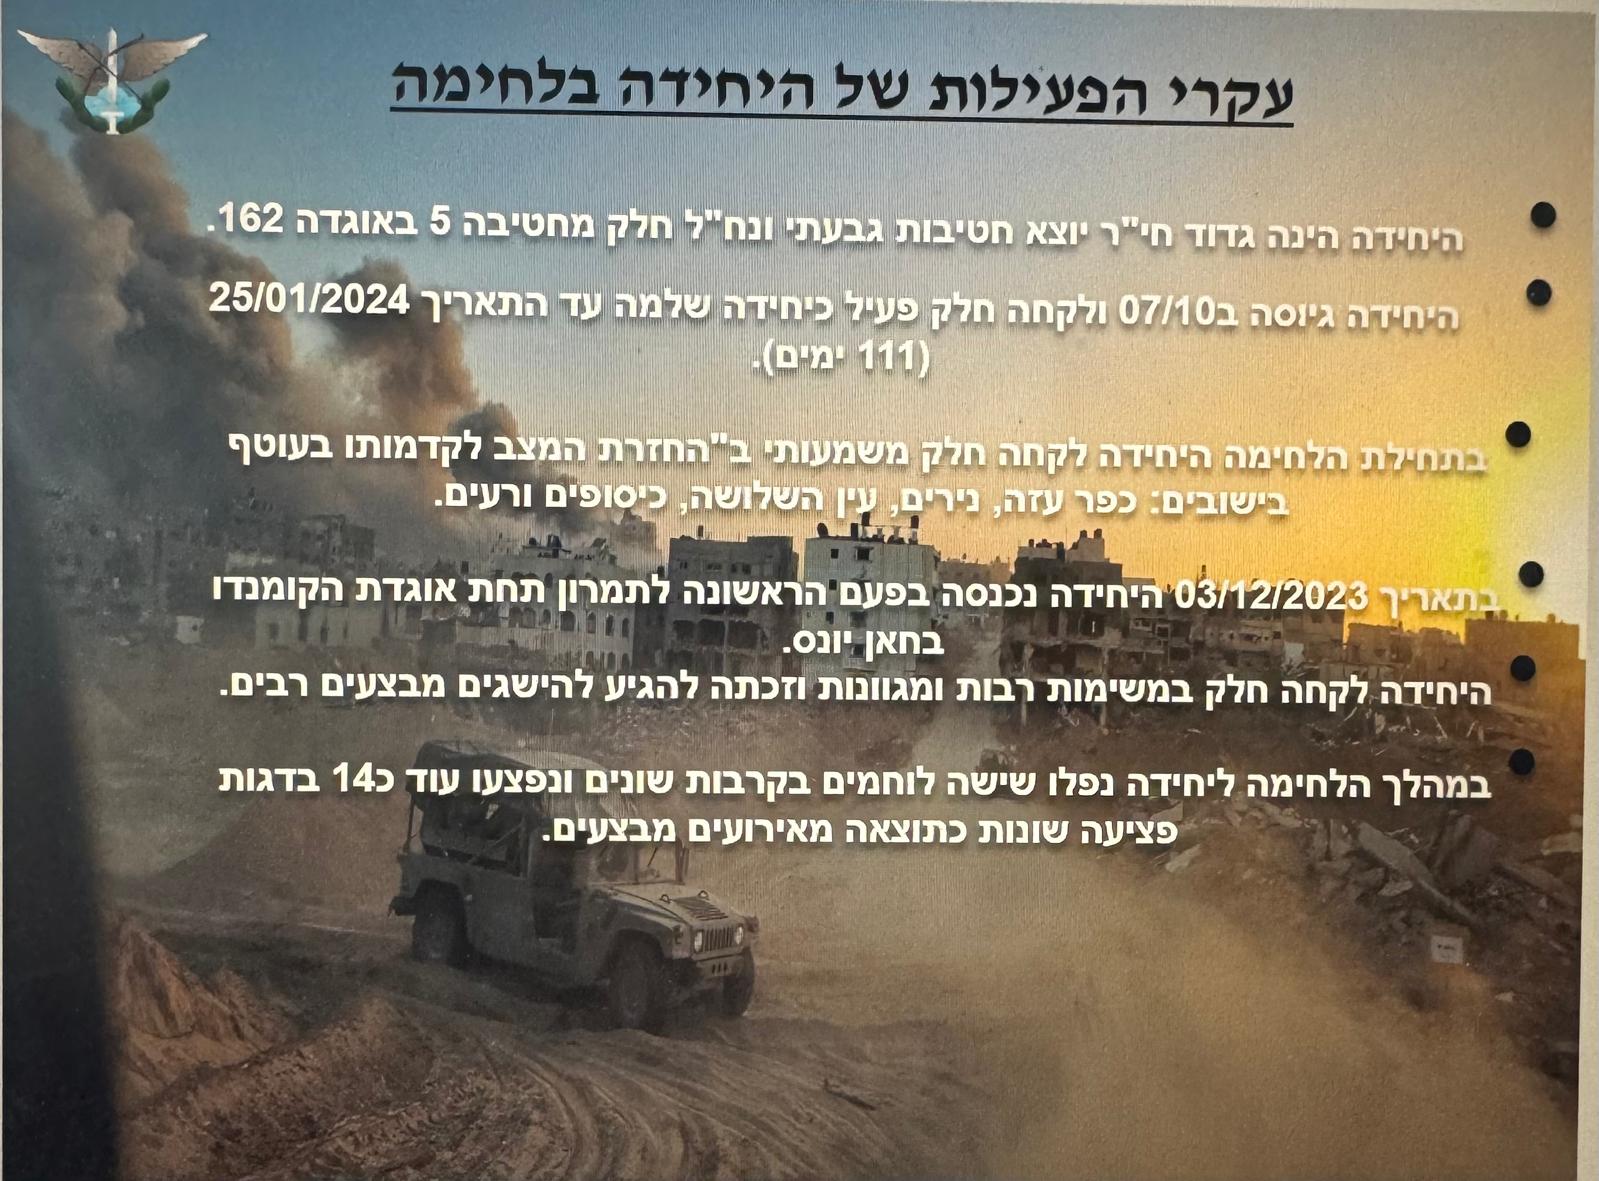 עקרי הפעילות של היחידה בלחימה
היחידה הינה גדוד חי"ר יוצא חטיבות גבעתי ונח"ל חלק מחטיבה 5 באוגדה 162.
היחידה גיוסה ב07/10 ולקחה חלק פעיל כיחידה שלמה עד התאריך 25/01/2024
(111 ימים).
בתחילת הלחימה היחידה לקחה חלק משמעותי ב"החזרת המצב לקדמותו בעוטף
בישובים: כפר עזה, נירים, עין השלושה, כיסופים ורעים.
בתאריך 03/12/2023 היחידה נכנסה בפעם הראשונה לתמרון תחת אוגדת הקומנדו
בחאן יונס.
היחידה לקחה חלק במשימות רבות ומגוונות וזכתה להגיע להישגים מבצעים רבים.
במהלך הלחימה ליחידה נפלו שישה לוחמים בקרבות שונים ונפצעו עוד כ14 בדגות
פציעה שונות כתוצאה מאירועים מבצעים.